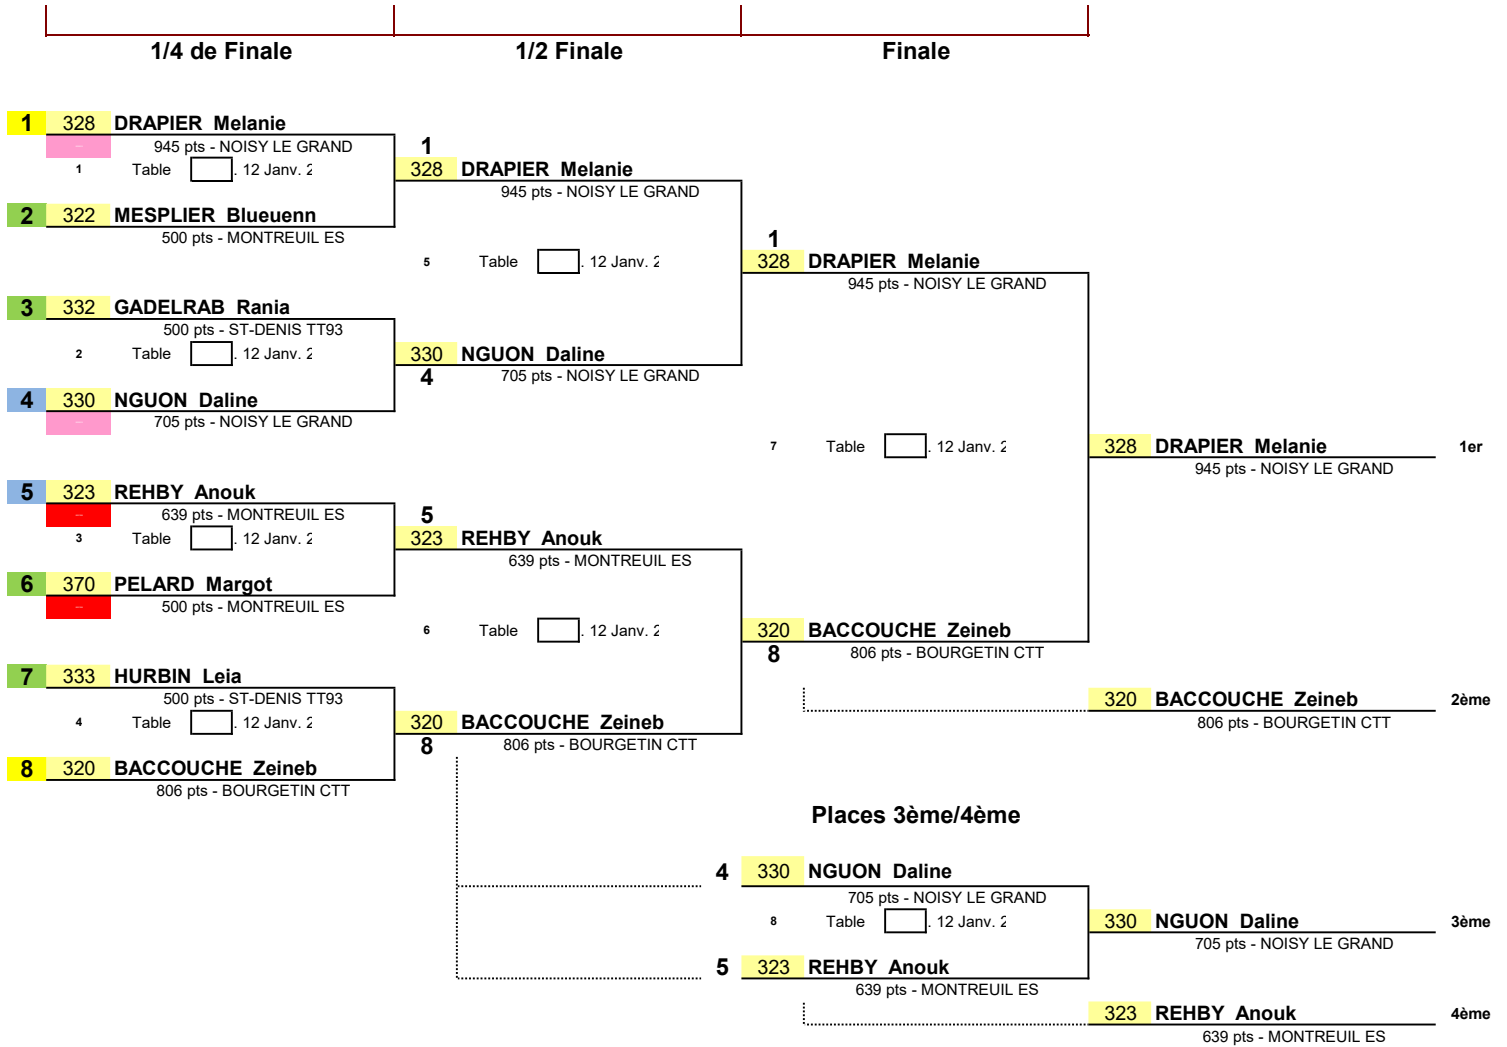 1/4 de Finale 1/2 Finale Finale
1 328 DRAPIER Melanie
-- 945 pts - NOISY LE GRAND 1
1 Table . 12 Janv. 2 328 DRAPIER Melanie
945 pts - NOISY LE GRAND
2 322 MESPLIER Blueuenn
500 pts - MONTREUIL ES 1
5 Table . 12 Janv. 2 328 DRAPIER Melanie
945 pts - NOISY LE GRAND
3 332 GADELRAB Rania
500 pts - ST-DENIS TT93
2 Table . 12 Janv. 2 330 NGUON Daline
4 705 pts - NOISY LE GRAND
4 330 NGUON Daline
-- 705 pts - NOISY LE GRAND
7 Table . 12 Janv. 2 328 DRAPIER Melanie 1er
945 pts - NOISY LE GRAND
5 323 REHBY Anouk
-- 639 pts - MONTREUIL ES 5
3 Table . 12 Janv. 2 323 REHBY Anouk
639 pts - MONTREUIL ES
6 370 PELARD Margot
-- 500 pts - MONTREUIL ES
6 Table . 12 Janv. 2 320 BACCOUCHE Zeineb
8 806 pts - BOURGETIN CTT
7 333 HURBIN Leia
500 pts - ST-DENIS TT93 320 BACCOUCHE Zeineb 2ème
4 Table . 12 Janv. 2 320 BACCOUCHE Zeineb 806 pts - BOURGETIN CTT
8 806 pts - BOURGETIN CTT
8 320 BACCOUCHE Zeineb
806 pts - BOURGETIN CTT
Places 3ème/4ème
4 330 NGUON Daline
705 pts - NOISY LE GRAND
8 Table . 12 Janv. 2 330 NGUON Daline 3ème
705 pts - NOISY LE GRAND
5 323 REHBY Anouk
639 pts - MONTREUIL ES
323 REHBY Anouk 4ème
639 pts - MONTREUIL ES